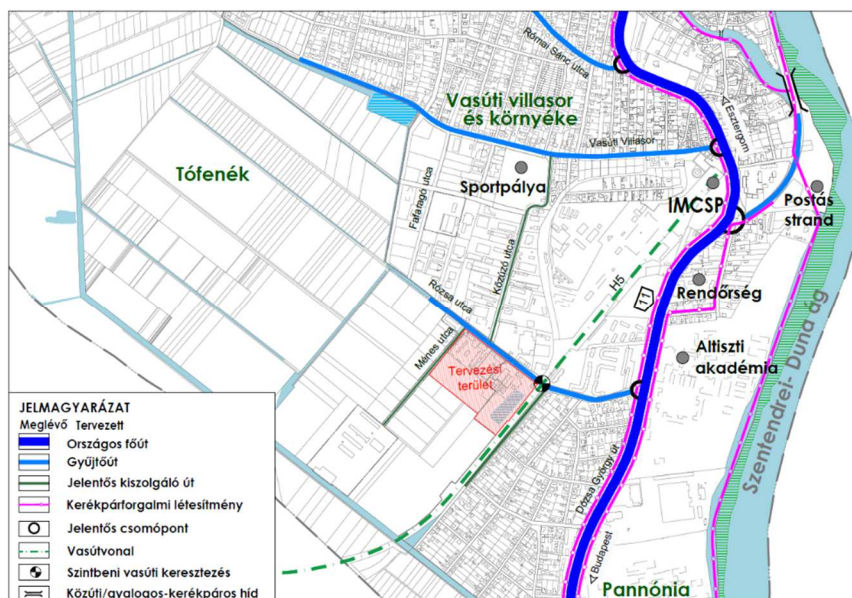 Római Sánc utca
Vasúti villasor
és környéke
Esztergom
Vasúti Villasor
Tófenék
Sportpálya
IMCSP
Postás
strand
Fafaragó utca
Közúzó utca
H5
11
Rendőrség
Rózsa utca
Ménes utca
Tervezési
terület
Altiszti
akadémia
Szentendrei- Duna ág
Dózsa György út
Budapest
Pannónia
JELMAGYARÁZAT
Meglévő Tervezett
Országos főút
Gyűjtőút
Jelentős kiszolgáló út
Kerékpárforgalmi létesítmény
Jelentős csomópont
Vasútvonal
Szintbeni vasúti keresztezés
Közúti/gyalogos-kerékpáros híd